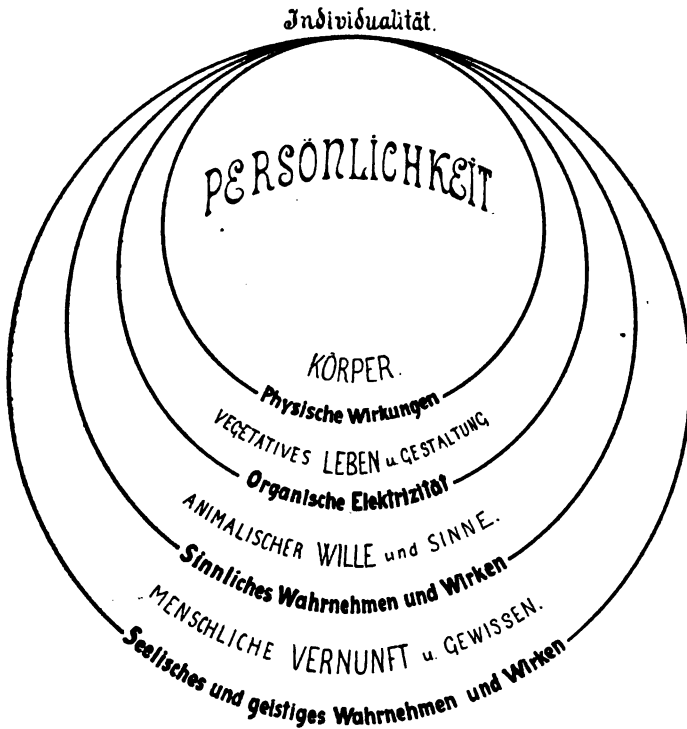 Individualität.
PERSÖNLICHKEIT
KÖRPER.
Physische Wirkungen
VEGETATIVES LEBEN u. GESTALTUNG
Organische Elektrizität
ANIMALISCHER WILLE und SINNE.
Sinnliches Wahrnehmen und Wirken
MENSCHLICHE VERNUNFT u. GEWISSEN.
Seelisches und geistiges Wahrnehmen und Wirken